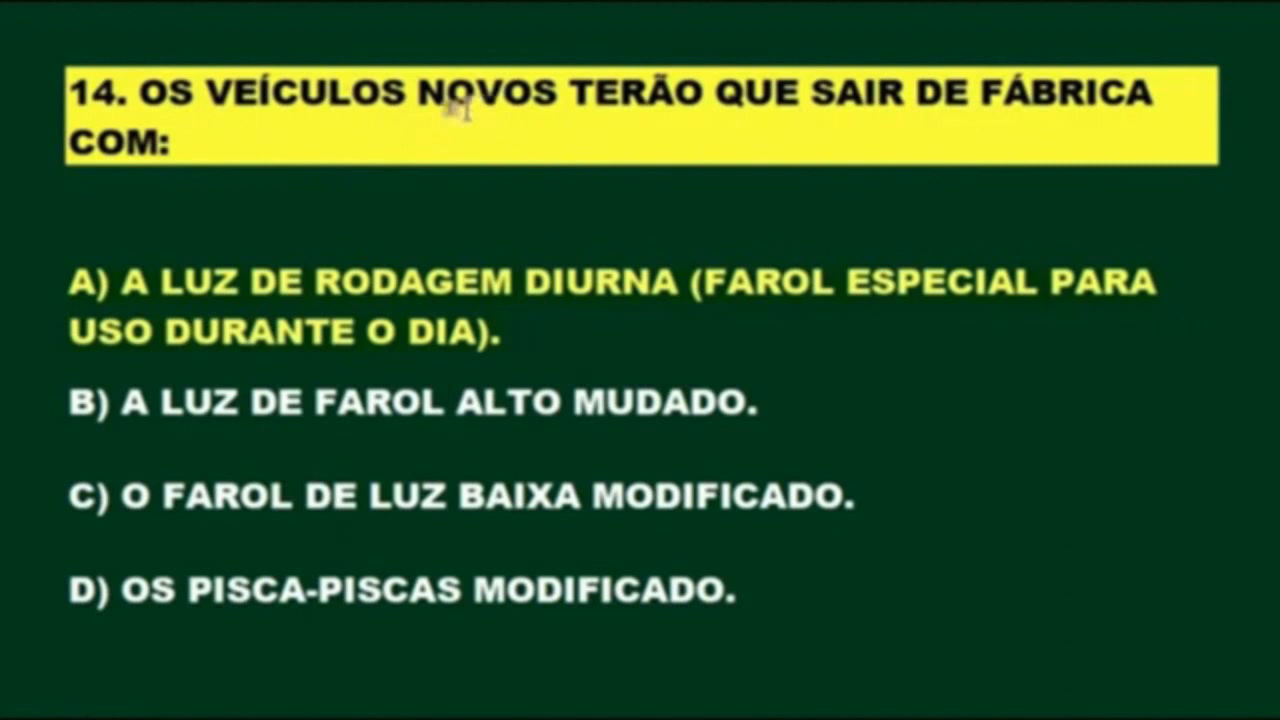 14. OS VEÍCULOS NOVOS TERÃO QUE SAIR DE FÁBRICA
COM:
A) A LUZ DE RODAGEM DIURNA (FAROL ESPECIAL PARA
USO DURANTE O DIA).
B) A LUZ DE FAROL ALTO MUDADO.
C) O FAROL DE LUZ BAIXA MODIFICADO.
D) OS PISCA-PISCAS MODIFICADO.